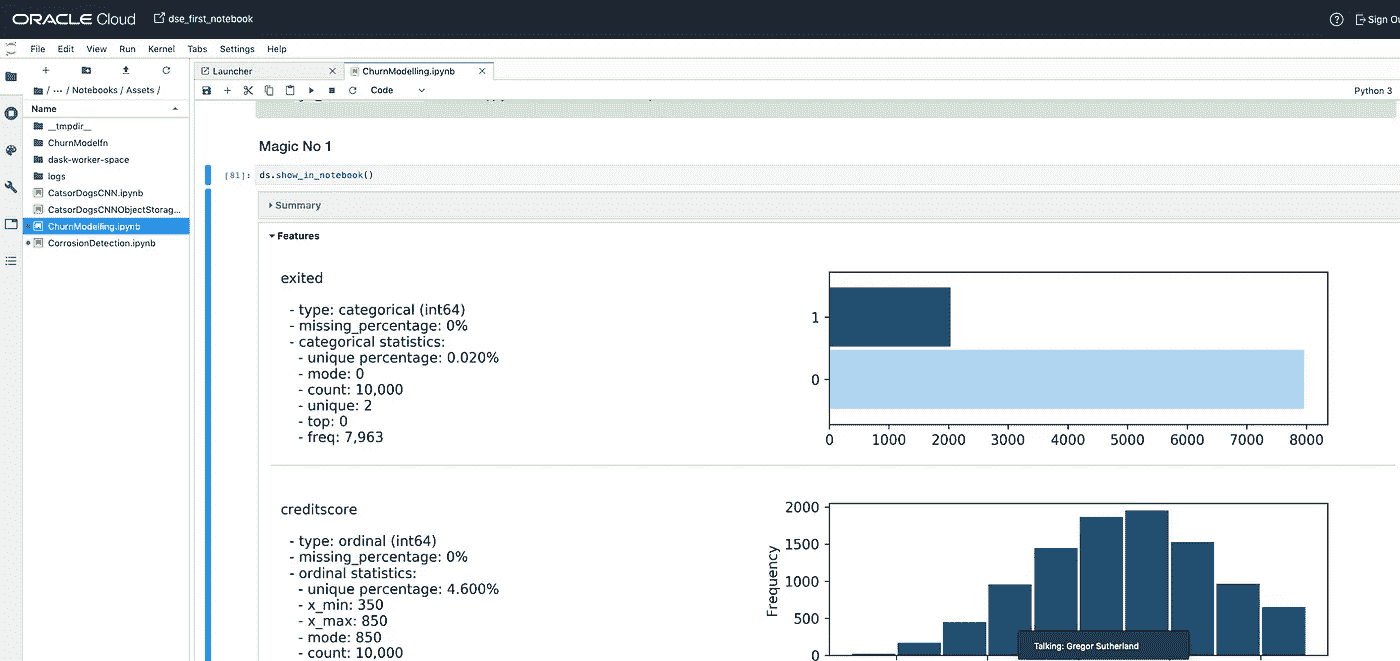 ORACLE Cloud dse_first_notebook Sign Ou
File Edit View Run Kernel Tabs Settings Help
Launcher ChurnModelling.ipynb
/ ··· / Notebooks / Assets /
Code Python 3
Name
__tmpdir__
ChurnModelfn
dask-worker-space
logs
CatsorDogsCNN.ipynb
CatsorDogsCNNObjectStorag...
ChurnModelling.ipynb
CorrosionDetection.ipynb
Magic No 1
[81]: ds.show_in_notebook()
Summary
Features
exited
- type: categorical (int64)
- missing_percentage: 0%
- categorical statistics:
- unique percentage: 0.020%
- mode: 0
- count: 10,000
- unique: 2
- top: 0
- freq: 7,963
1
0
0 1000 2000 3000 4000 5000 6000 7000 8000
creditscore
- type: ordinal (int64)
- missing_percentage: 0%
- ordinal statistics:
- unique percentage: 4.600%
- x_min: 350
- x_max: 850
- mode: 850
- count: 10,000
2000
1500
1000
500
0
Frequency
Talking: Gregor Sutherland